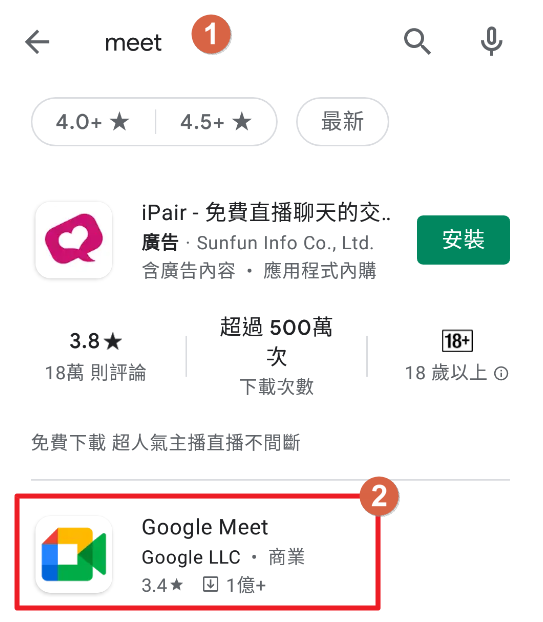 meet
1
4.0+ ★
4.5+ ★
最新
iPair - 免費直播聊天的交..
廣告 · Sunfun Info Co., Ltd.
含廣告內容 • 應用程式內購
安裝
3.8★
18萬 則評論
超過 500萬
次
下載次數
18+
18 歲以上
免費下載 超人氣主播直播不間斷
2
Google Meet
Google LLC • 商業
3.4★ 1億+